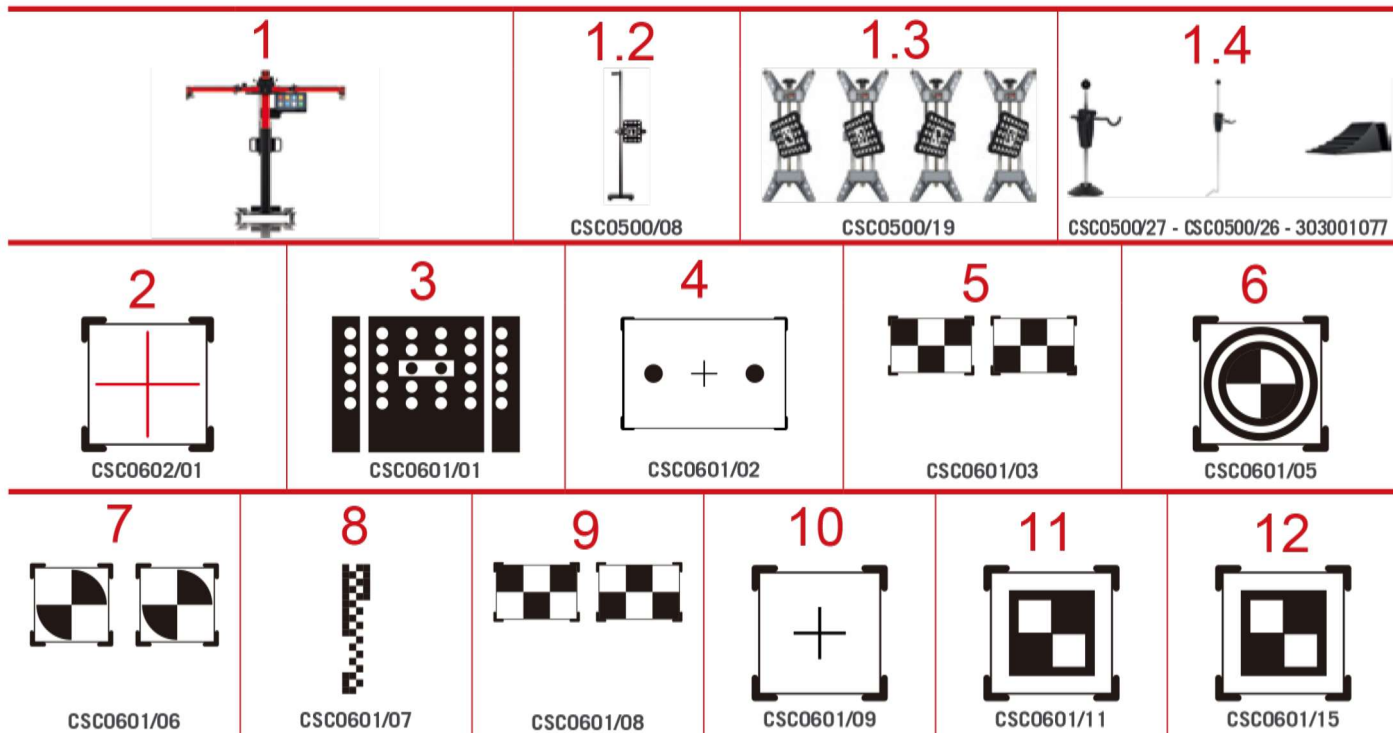 1 1.2 1.3 1.4
CSC0500/08 CSC0500/19 CSC0500/27 - CSC0500/26 - 303001077
2 3 4 5 6
CSC0602/01 CSC0601/01 CSC0601/02 CSC0601/03 CSC0601/05
7 8 9 10 11 12
CSC0601/06 CSC0601/07 CSC0601/08 CSC0601/09 CSC0601/11 CSC0601/15